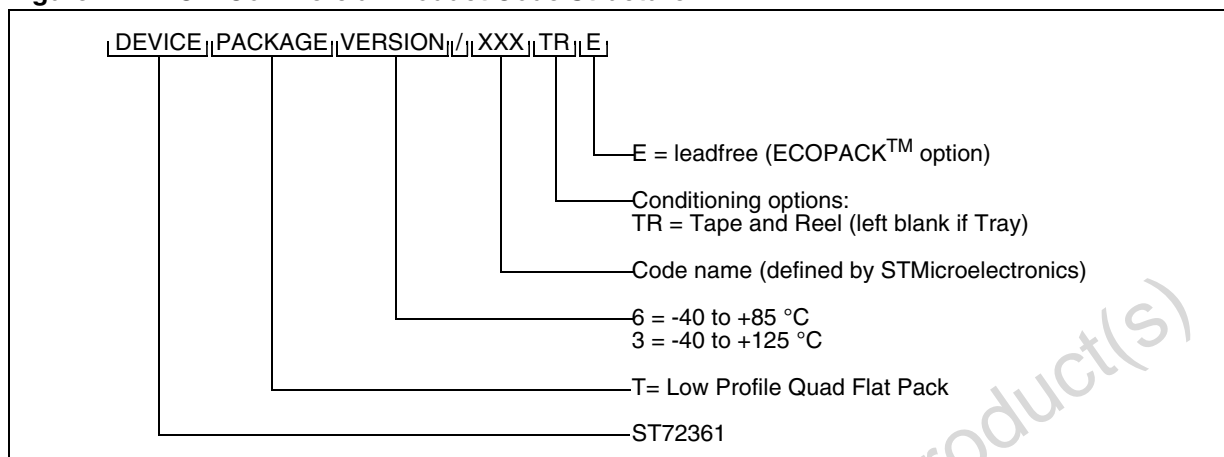 DEVICE PACKAGE VERSION / XXX TR E
E = leadfree (ECOPACK™ option)
Conditioning options:
TR = Tape and Reel (left blank if Tray)
Code name (defined by STMicroelectronics)
6 = -40 to +85 °C
3 = -40 to +125 °C
T= Low Profile Quad Flat Pack
ST72361
roduct(s)